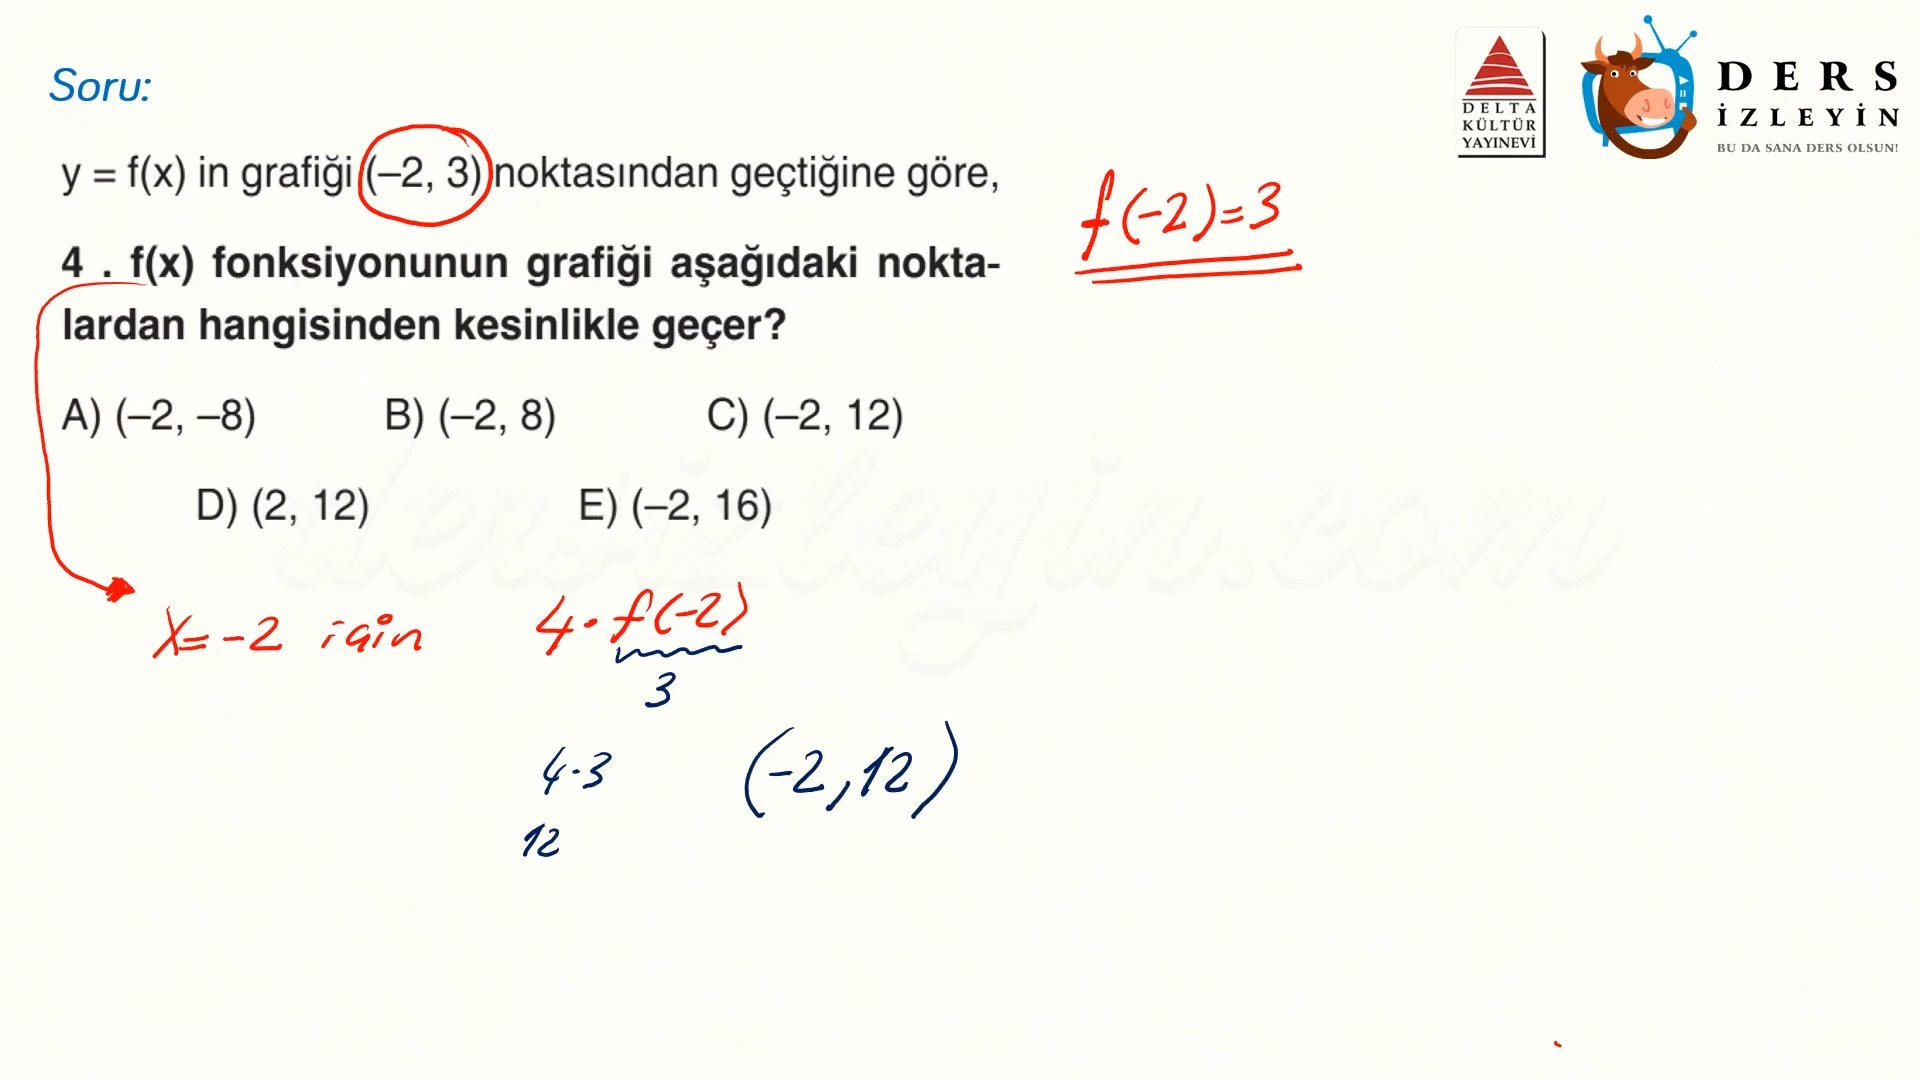 Soru:
DELTA
KÜLTÜR
YAYINEVİ
DERS
İZLEYİN
BU DA SANA DERS OLSUN!
y = f(x) in grafiği (–2, 3) noktasından geçtiğine göre,
f(-2)=3
4 . f(x) fonksiyonunun grafiği aşağıdaki nokta-
lardan hangisinden kesinlikle geçer?
A) (–2, –8) B) (–2, 8) C) (–2, 12)
D) (2, 12) E) (–2, 16)
dersizleyin.com
x=-2 için 4·f(-2)
3
4·3 (-2,12)
12